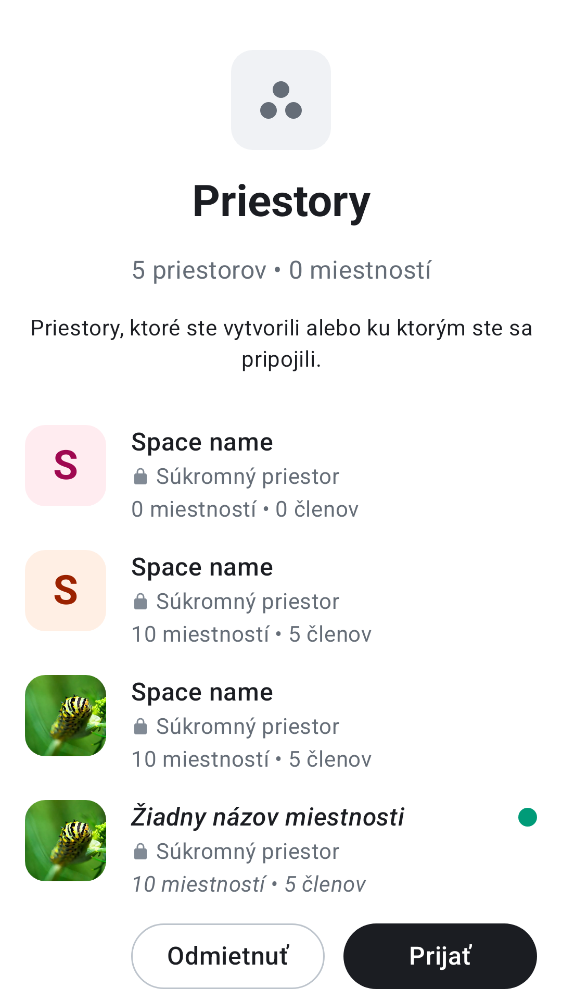 Priestory
5 priestorov • 0 miestností
Priestory, ktoré ste vytvorili alebo ku ktorým ste sa
pripojili.
S
Space name
Súkromný priestor
0 miestností • 0 členov
S
Space name
Súkromný priestor
10 miestností • 5 členov
Space name
Súkromný priestor
10 miestností • 5 členov
Žiadny názov miestnosti
Súkromný priestor
10 miestností • 5 členov
Odmietnuť
Prijať